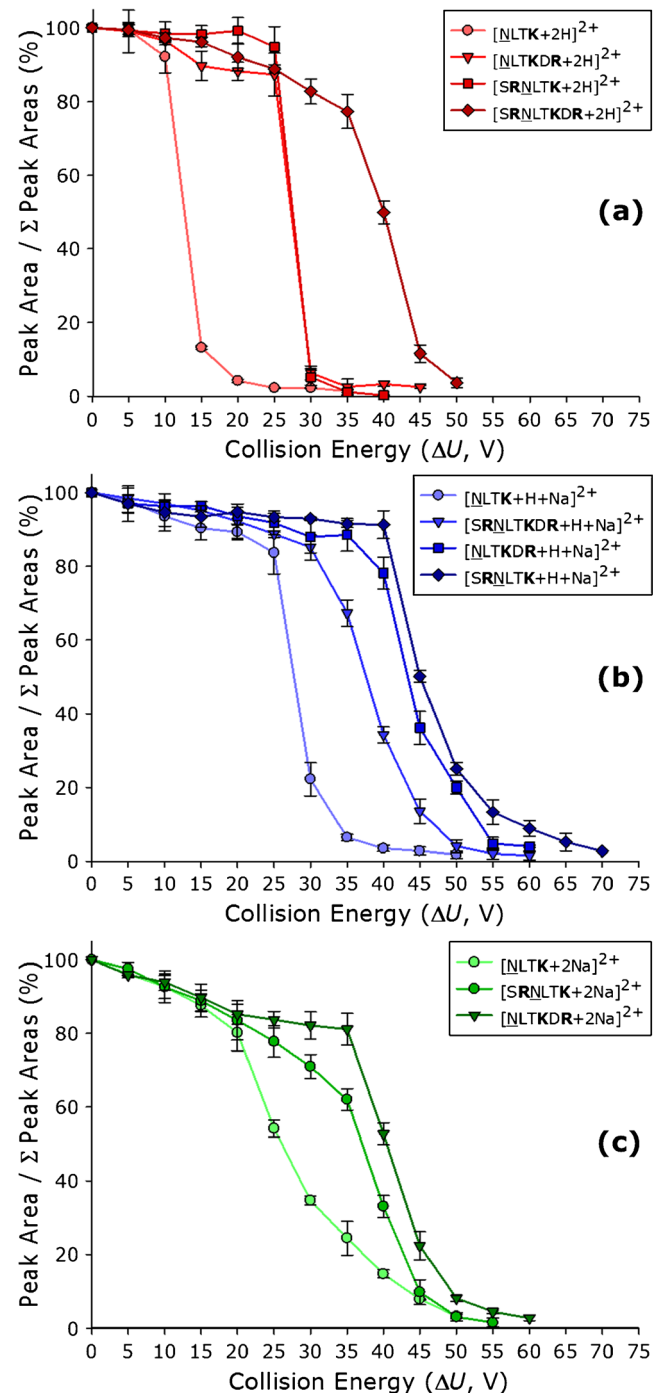 100
80
60
40
20
0
Peak Area / Σ Peak Areas (%)
[NLTK+2H]2+
[NLTKDR+2H]2+
[SRNLTK+2H]2+
[SRNLTKDR+2H]2+
(a)
0 5 10 15 20 25 30 35 40 45 50 55 60 65 70 75
Collision Energy (ΔU, V)
100
80
60
40
20
0
Peak Area / Σ Peak Areas (%)
[NLTK+H+Na]2+
[SRNLTKDR+H+Na]2+
[NLTKDR+H+Na]2+
[SRNLTK+H+Na]2+
(b)
0 5 10 15 20 25 30 35 40 45 50 55 60 65 70 75
Collision Energy (ΔU, V)
100
80
60
40
20
0
Peak Area / Σ Peak Areas (%)
[NLTK+2Na]2+
[SRNLTK+2Na]2+
[NLTKDR+2Na]2+
(c)
0 5 10 15 20 25 30 35 40 45 50 55 60 65 70 75
Collision Energy (ΔU, V)